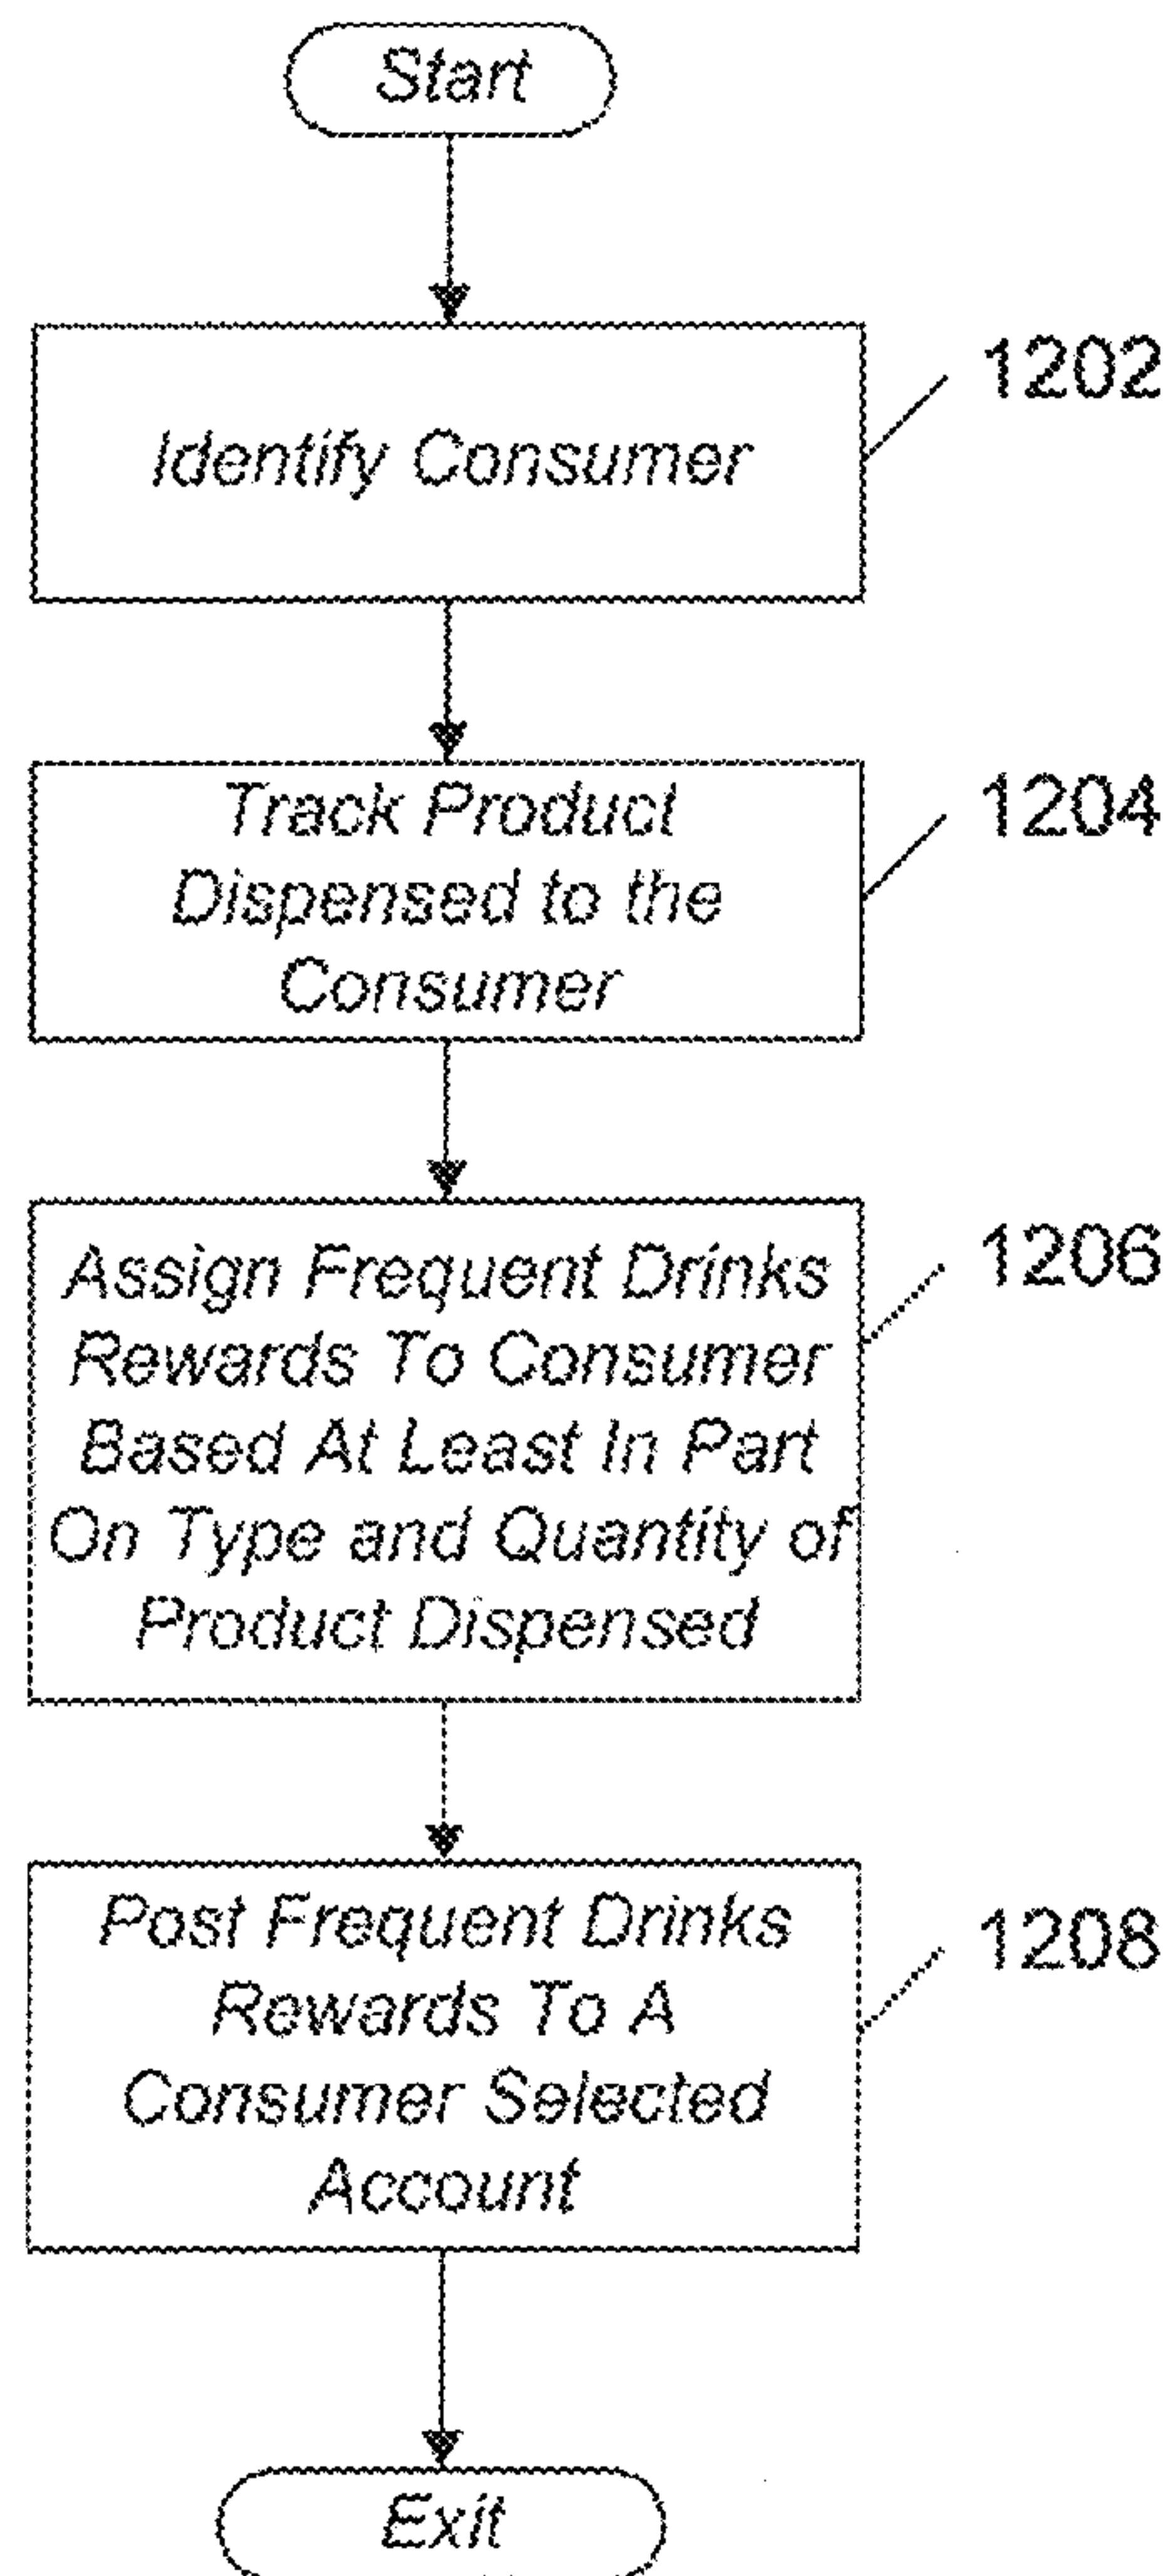 Start
Identify Consumer
1202
Track Product
Dispensed to the
Consumer
1204
Assign Frequent Drinks
Rewards To Consumer
Based At Least In Part
On Type and Quantity of
Product Dispensed
1206
Post Frequent Drinks
Rewards To A
Consumer Selected
Account
1208
Exit